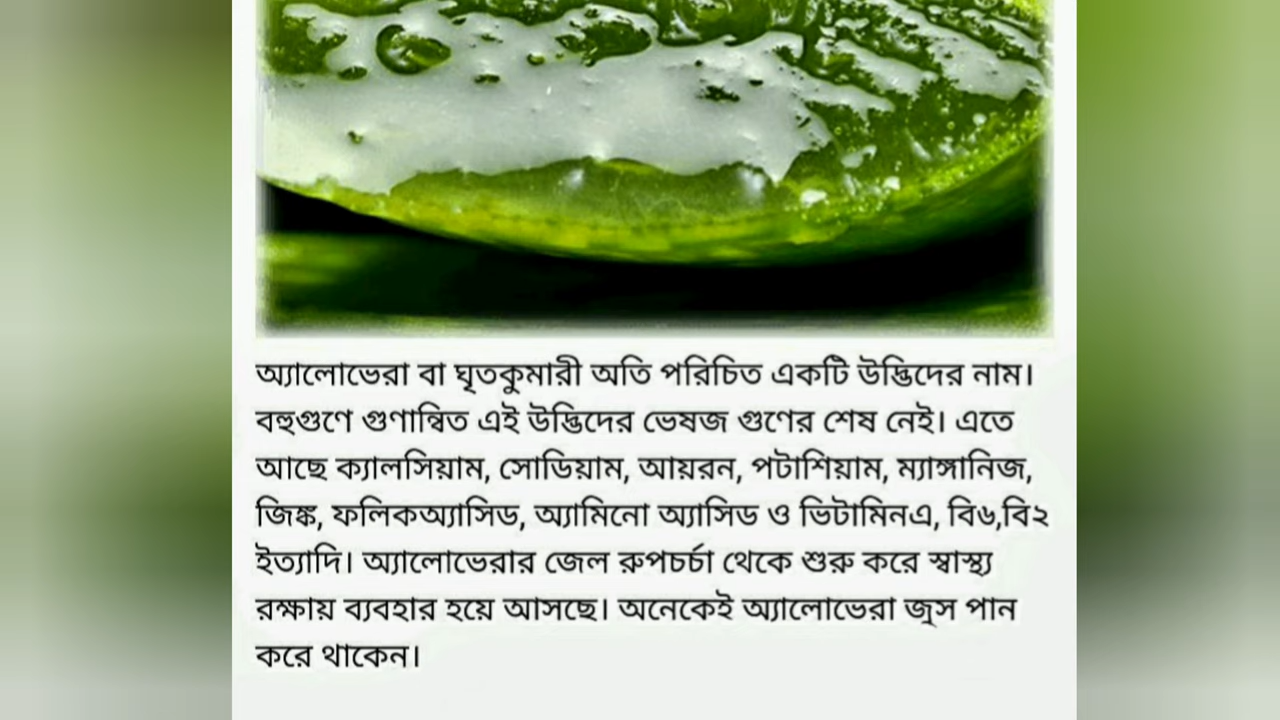 অ্যালোভেরা বা ঘৃতকুমারী অতি পরিচিত একটি উদ্ভিদের নাম।
বহুগুণে গুণান্বিত এই উদ্ভিদের ভেষজ গুণের শেষ নেই। এতে
আছে ক্যালসিয়াম, সোডিয়াম, আয়রন, পটাশিয়াম, ম্যাঙ্গানিজ,
জিঙ্ক, ফলিকঅ্যাসিড, অ্যামিনো অ্যাসিড ও ভিটামিনএ, বি৬,বি২
ইত্যাদি। অ্যালোভেরার জেল রুপচর্চা থেকে শুরু করে স্বাস্থ্য
রক্ষায় ব্যবহার হয়ে আসছে। অনেকেই অ্যালোভেরা জুস পান
করে থাকেন।